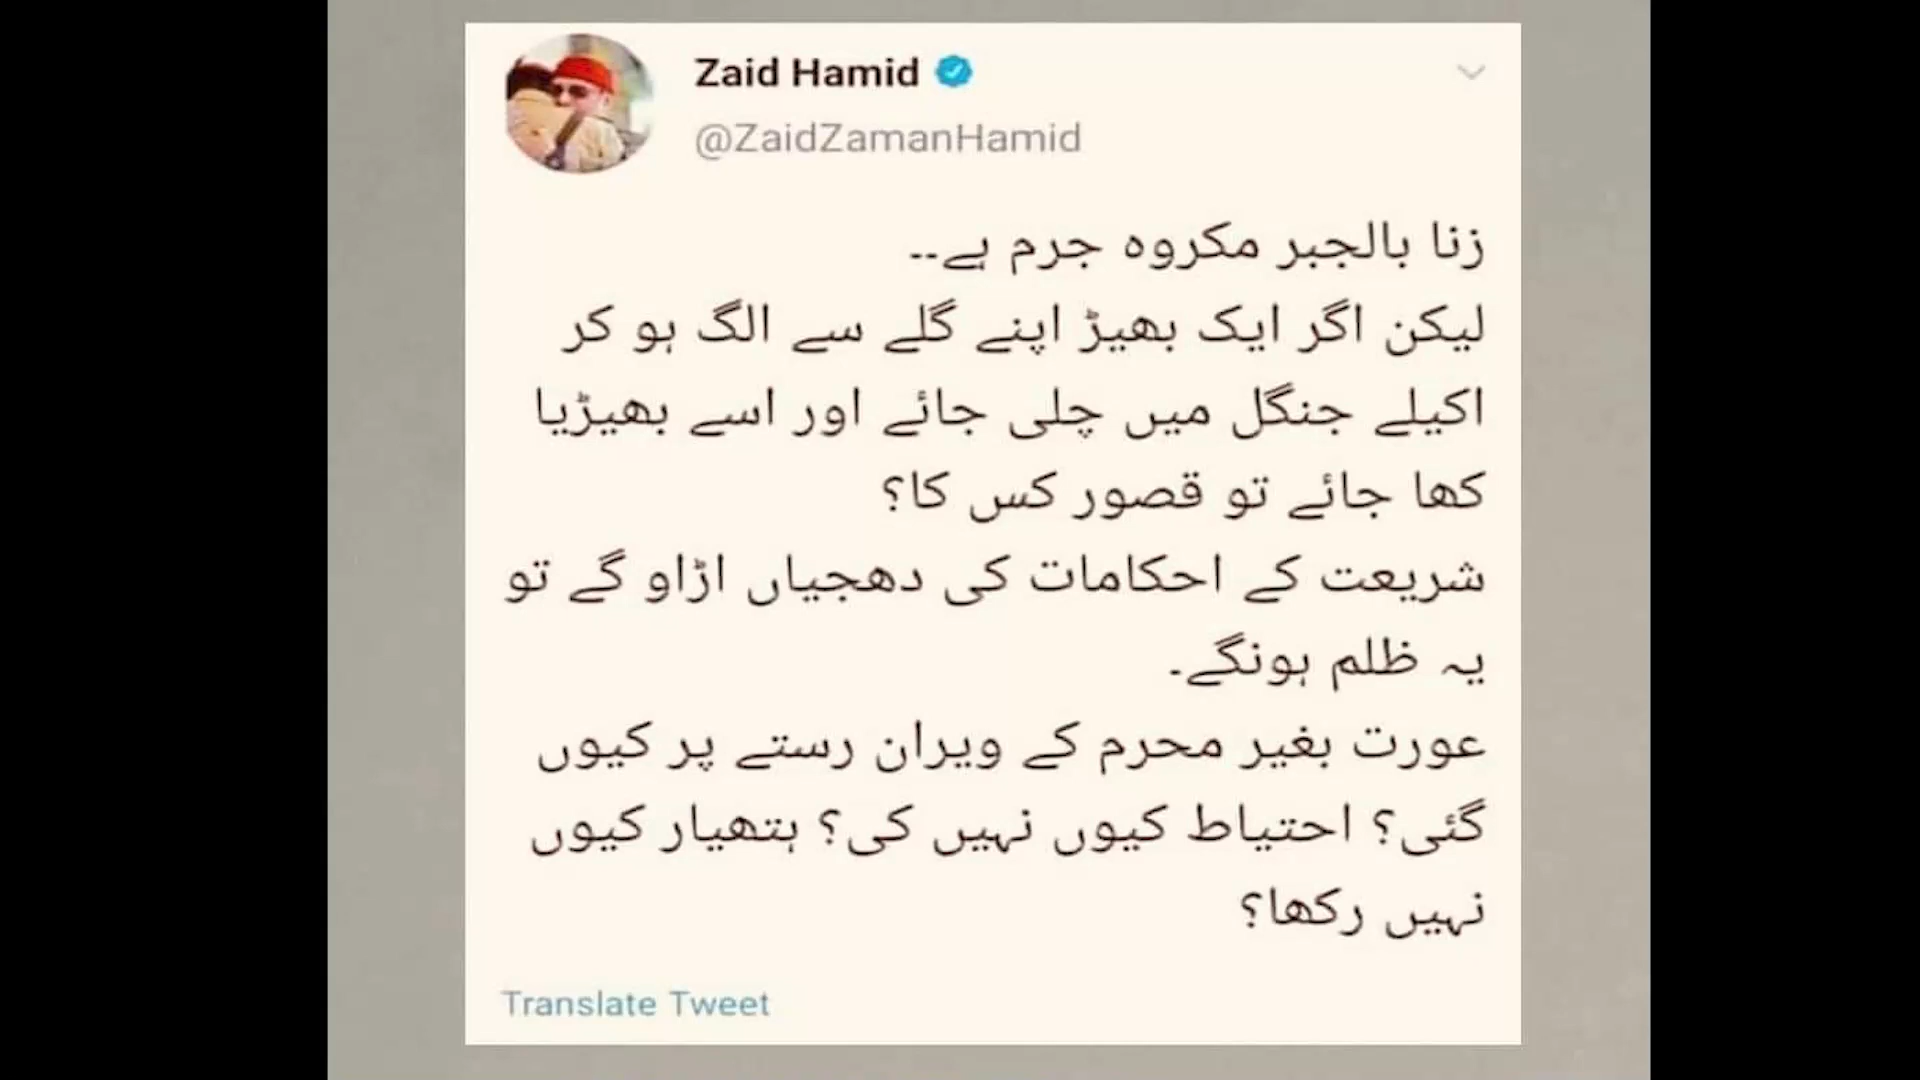 Zaid Hamid
@ZaidZamanHamid
زنا بالجبر مکروہ جرم ہے۔۔
لیکن اگر ایک بھیڑ اپنے گلے سے الگ ہو کر
اکیلے جنگل میں چلی جائے اور اسے بھیڑیا
کھا جائے تو قصور کس کا؟
شریعت کے احکامات کی دھجیاں اڑاو گے تو
یہ ظلم ہونگے۔
عورت بغیر محرم کے ویران رستے پر کیوں
گئی؟ احتیاط کیوں نہیں کی؟ ہتھیار کیوں
نہیں رکھا؟
Translate Tweet